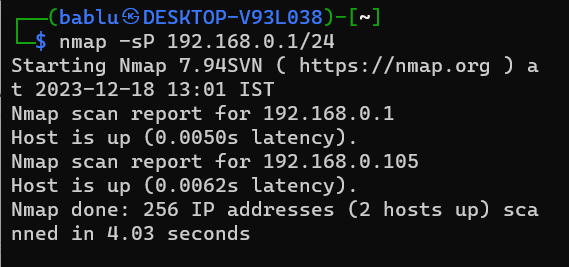 ┌──(bablu㉿DESKTOP-V93L038)-[~]
└─$ nmap -sP 192.168.0.1/24
Starting Nmap 7.94SVN ( https://nmap.org ) a
t 2023-12-18 13:01 IST
Nmap scan report for 192.168.0.1
Host is up (0.0050s latency).
Nmap scan report for 192.168.0.105
Host is up (0.0062s latency).
Nmap done: 256 IP addresses (2 hosts up) sca
nned in 4.03 seconds